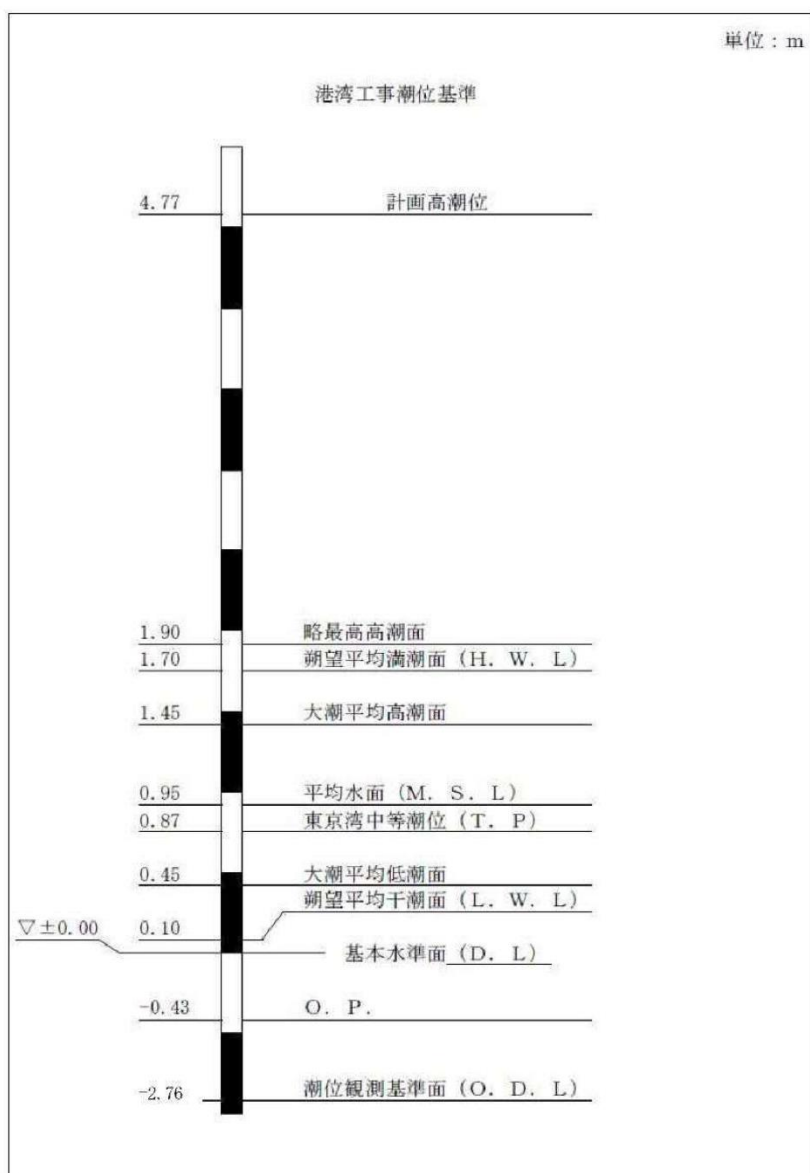 単位：m
港湾工事潮位基準
4.77 計画高潮位
1.90 略最高高潮面
1.70 朔望平均満潮面（H．W．L）
1.45 大潮平均高潮面
0.95 平均水面（M．S．L）
0.87 東京湾中等潮位（T．P）
0.45 大潮平均低潮面
朔望平均干潮面（L．W．L）
▽±0.00 0.10
基本水準面（D．L）
-0.43 O．P．
-2.76 潮位観測基準面（O．D．L）